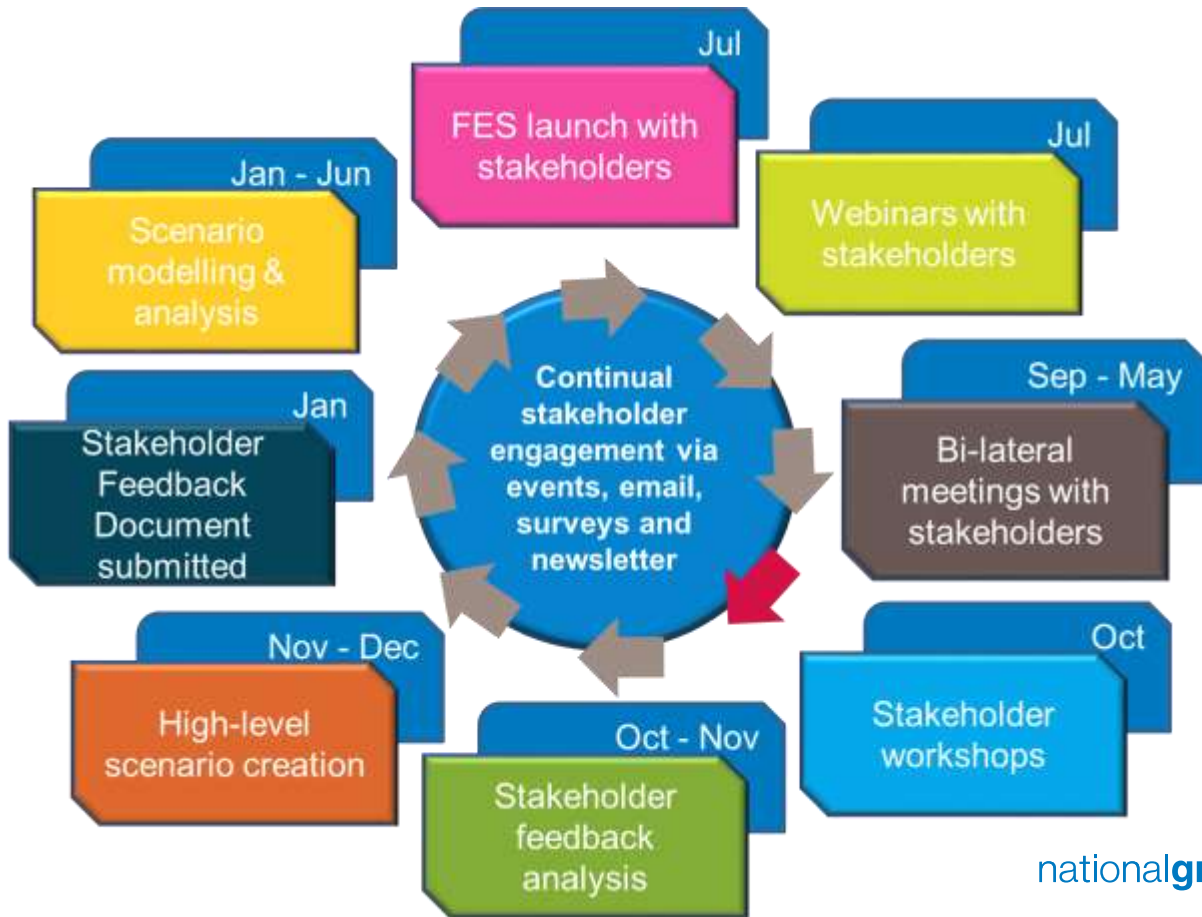 Jul
FES launch with
stakeholders
Jul
Webinars with
stakeholders
Sep - May
Bi-lateral
meetings with
stakeholders
Oct
Stakeholder
workshops
Oct - Nov
Stakeholder
feedback
analysis
Nov - Dec
High-level
scenario creation
Jan
Stakeholder
Feedback
Document
submitted
Jan - Jun
Scenario
modelling &
analysis
Continual
stakeholder
engagement via
events, email,
surveys and
newsletter
nationalgr